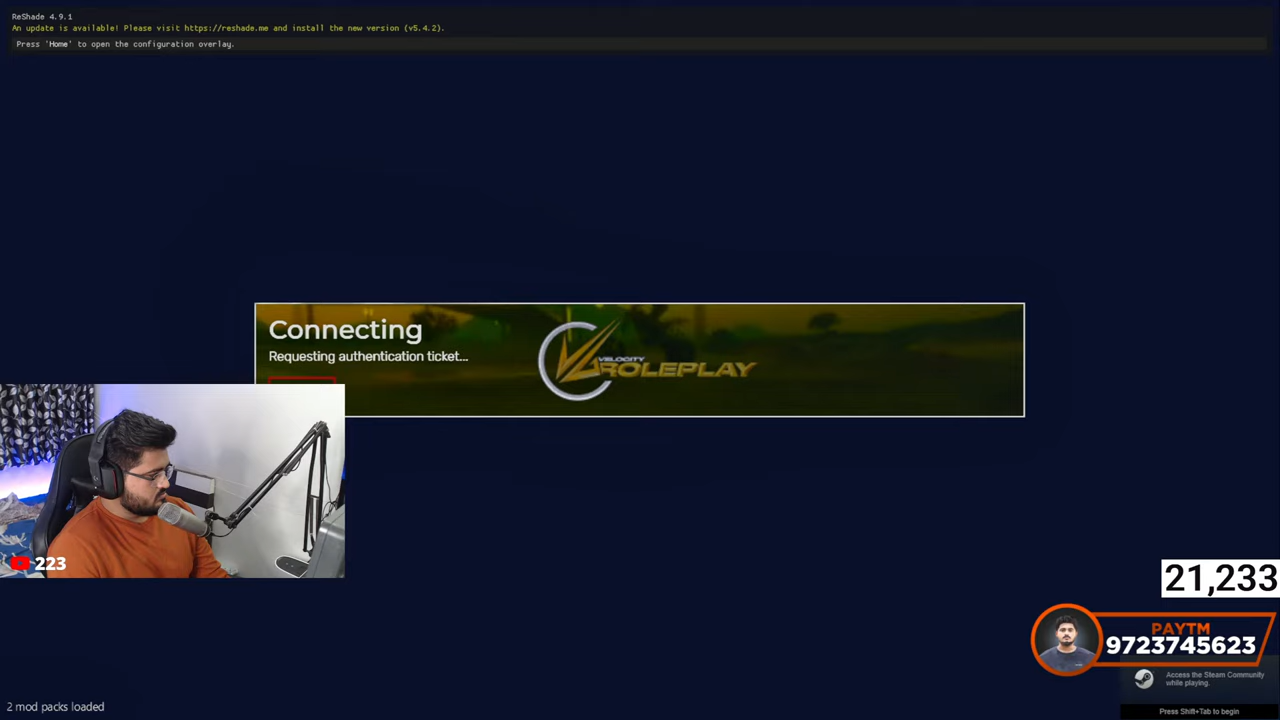 ReShade 4.9.1
An update is available! Please visit https://reshade.me and install the new version (v5.4.2).
Press 'Home' to open the configuration overlay.
Connecting
Requesting authentication ticket...
VELOCITY
ROLEPLAY
223
21,233
PAYTM
9723745623
Access the Steam Community
while playing.
Press Shift+Tab to begin
2 mod packs loaded